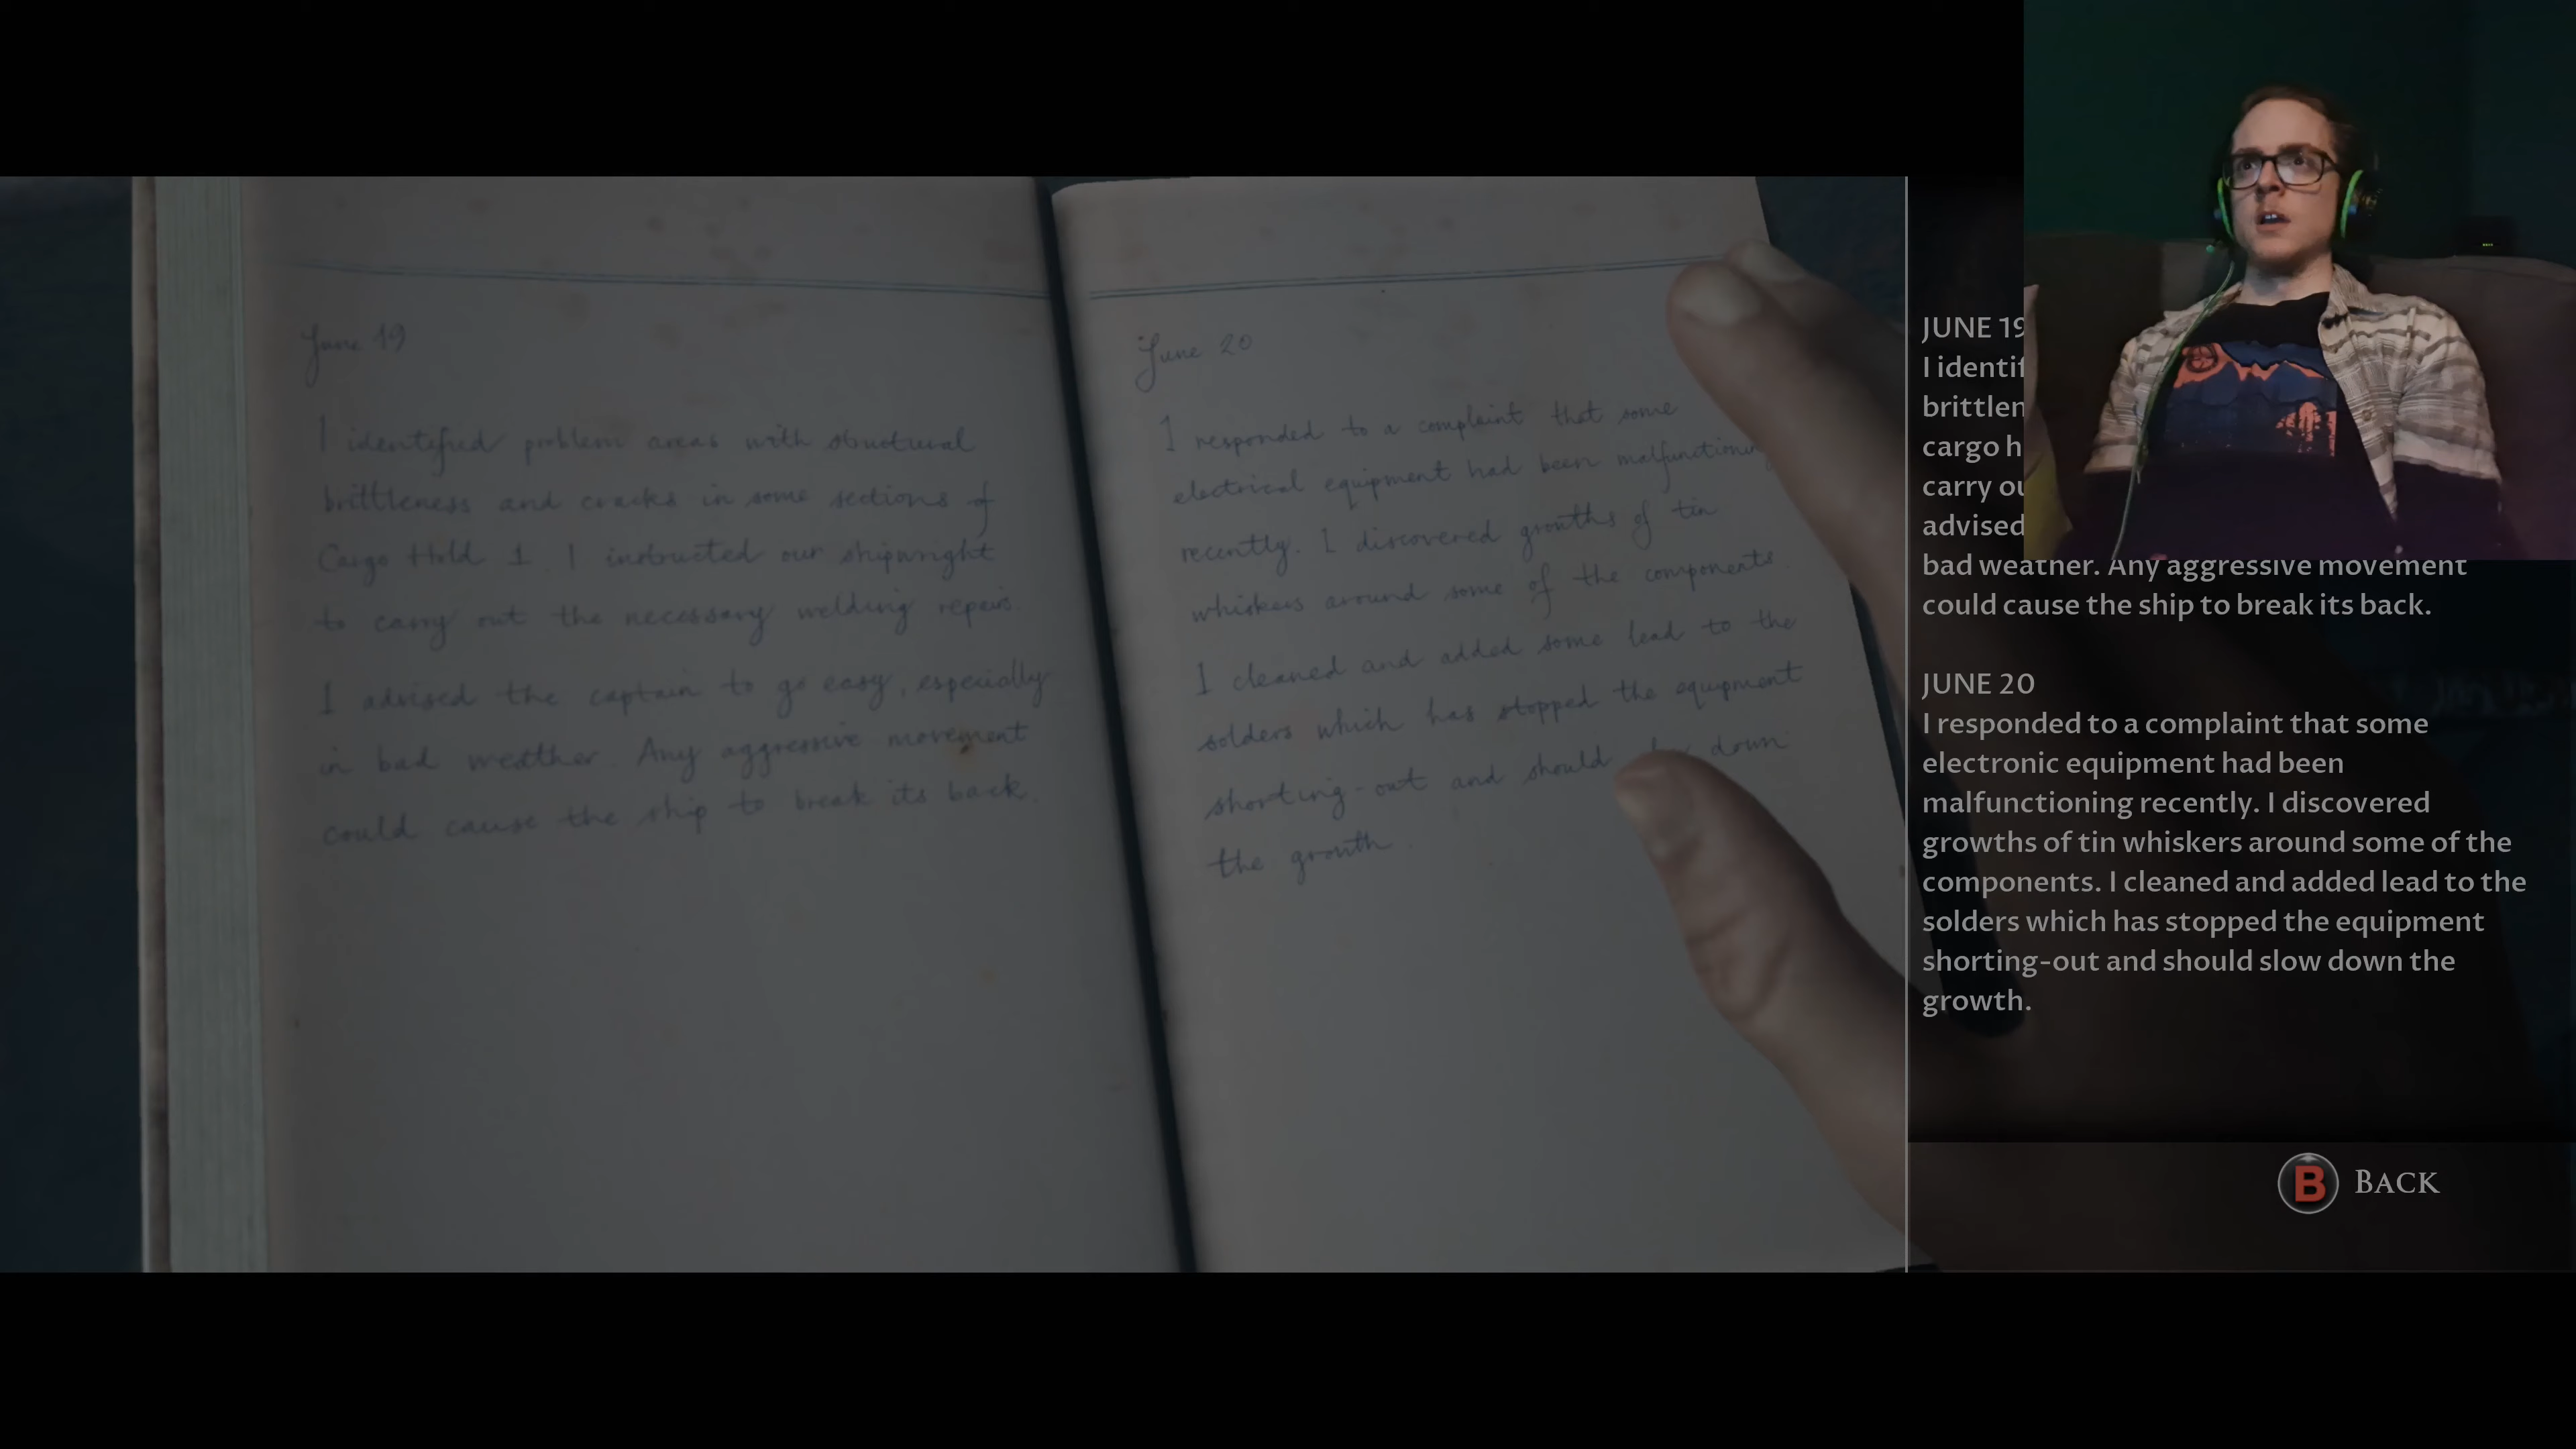 June 19
I identified problem areas with structural
brittleness and cracks in some sections of
Cargo Hold 1. I instructed our shipwright
to carry out the necessary welding repairs.
I advised the captain to go easy, especially
in bad weather. Any aggressive movement
could cause the ship to break its back.
June 20
I responded to a complaint that some
electrical equipment had been malfunctioning
recently. I discovered growths of tin
whiskers around some of the components.
I cleaned and added some lead to the
solders which has stopped the equipment
shorting-out and should down
the growth.
JUNE 19
I identif
brittlen
cargo h
carry ou
advised
bad weather. Any aggressive movement
could cause the ship to break its back.
JUNE 20
I responded to a complaint that some
electronic equipment had been
malfunctioning recently. I discovered
growths of tin whiskers around some of the
components. I cleaned and added lead to the
solders which has stopped the equipment
shorting-out and should slow down the
growth.
B BACK